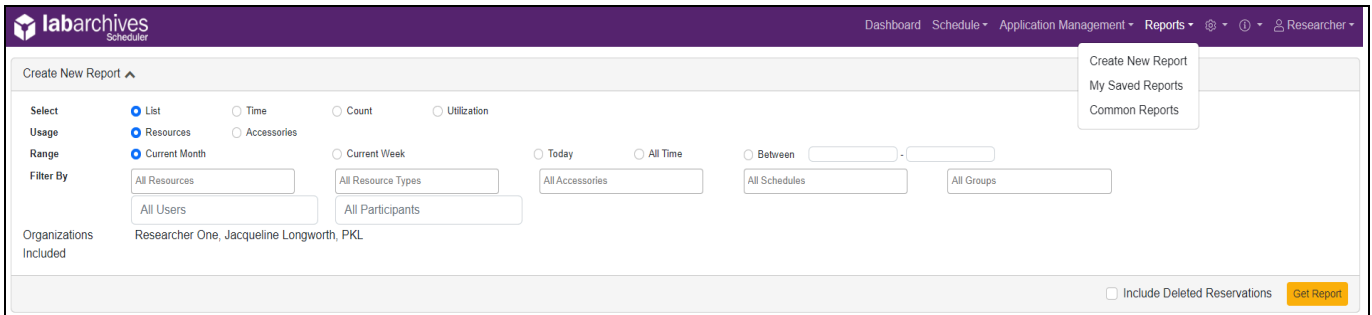 labarchives
Scheduler
Dashboard Schedule Application Management Reports Researcher
Create New Report
My Saved Reports
Common Reports
Create New Report
Select List Time Count Utilization
Usage Resources Accessories
Range Current Month Current Week Today All Time Between -
Filter By All Resources All Resource Types All Accessories All Schedules All Groups
All Users All Participants
Organizations Included Researcher One, Jacqueline Longworth, PKL
Include Deleted Reservations Get Report